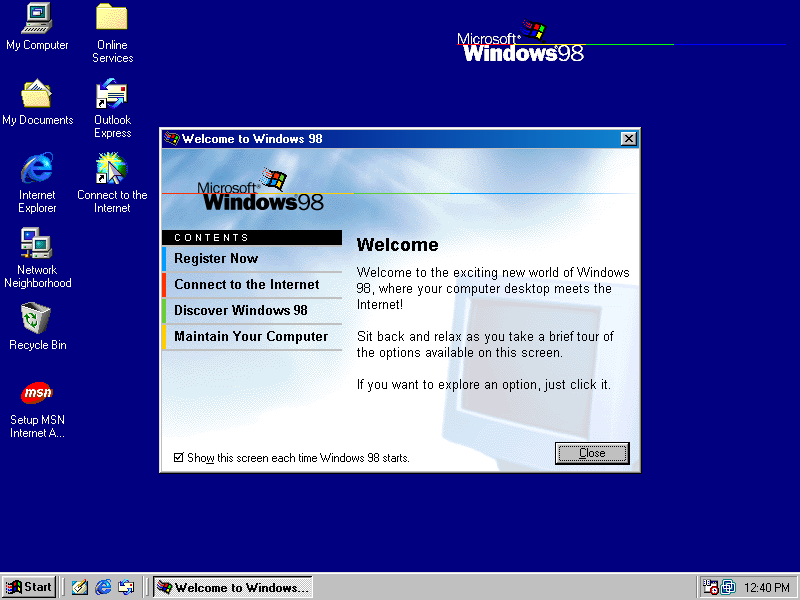 My Computer
Online
Services
My Documents
Outlook
Express
Internet
Explorer
Connect to the
Internet
Network
Neighborhood
Recycle Bin
msn
Setup MSN
Internet A...
Microsoft®
Windows®98
Welcome to Windows 98
Microsoft®
Windows®98
CONTENTS
Register Now
Connect to the Internet
Discover Windows 98
Maintain Your Computer
Welcome
Welcome to the exciting new world of Windows
98, where your computer desktop meets the
Internet!
Sit back and relax as you take a brief tour of
the options available on this screen.
If you want to explore an option, just click it.
Show this screen each time Windows 98 starts.
Close
Start
Welcome to Windows...
12:40 PM